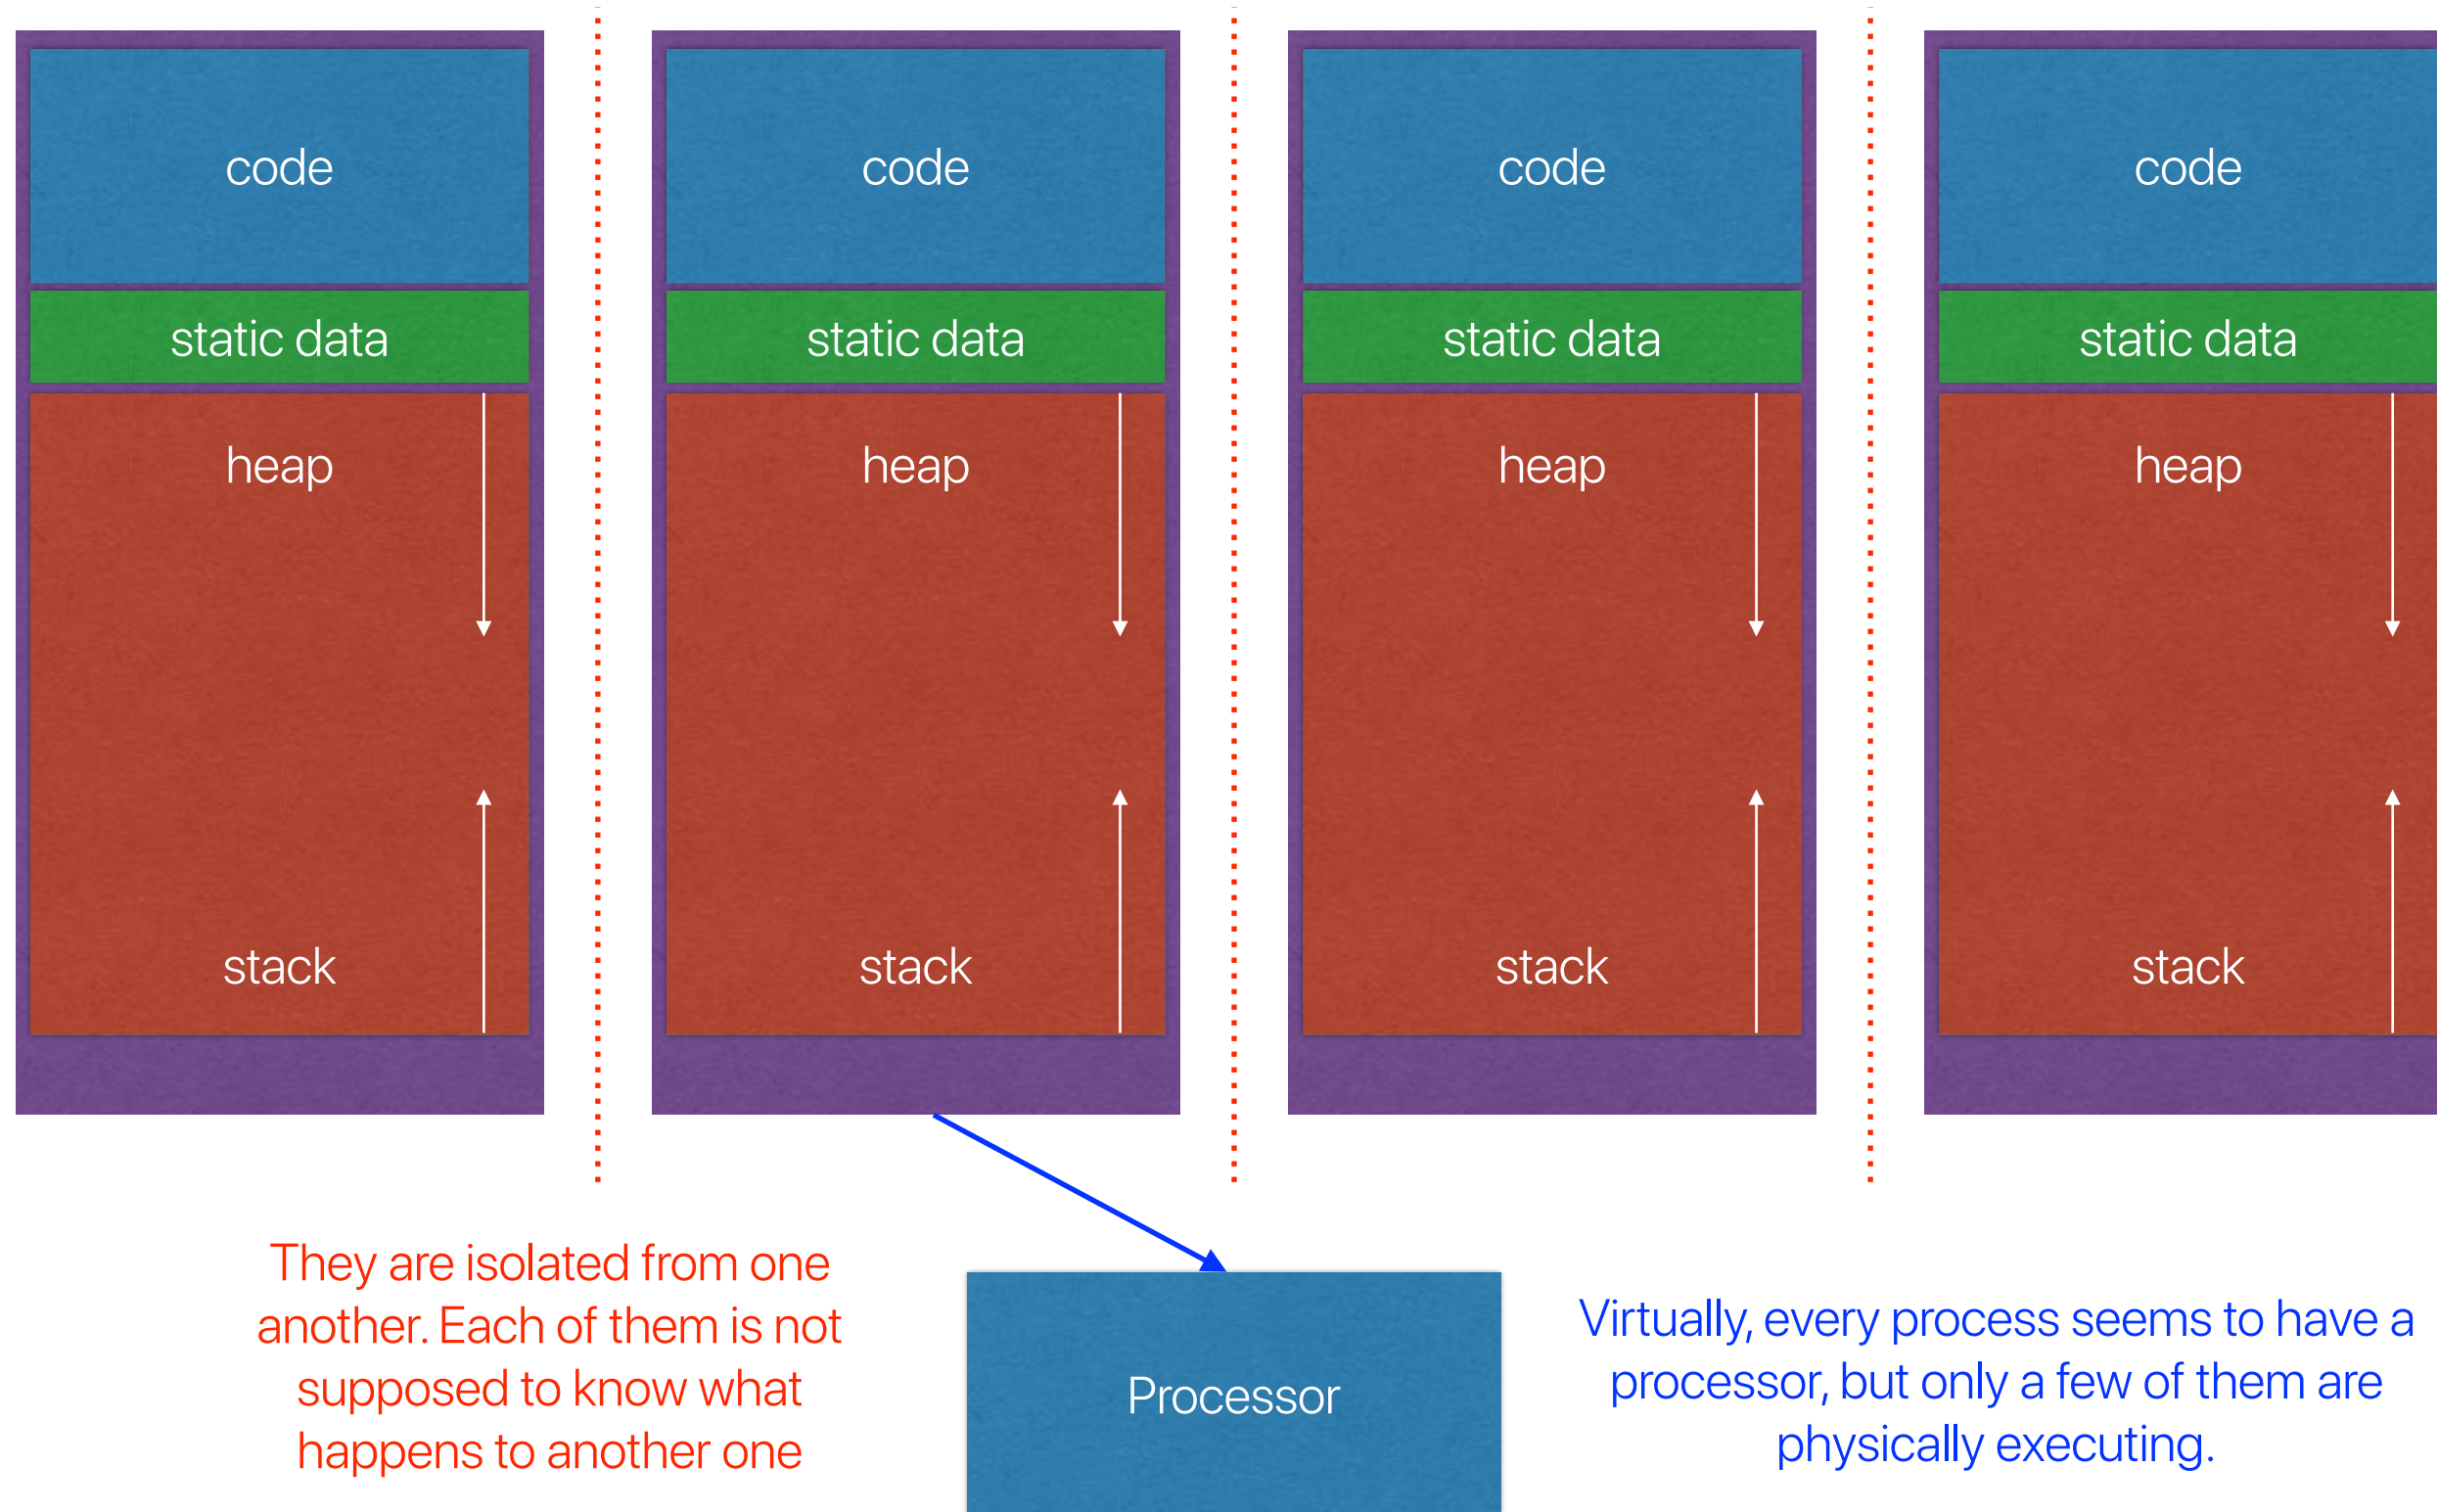 code
static data
heap
stack
code
static data
heap
stack
code
static data
heap
stack
code
static data
heap
stack
They are isolated from one
another. Each of them is not
supposed to know what
happens to another one
Processor
Virtually, every process seems to have a
processor, but only a few of them are
physically executing.